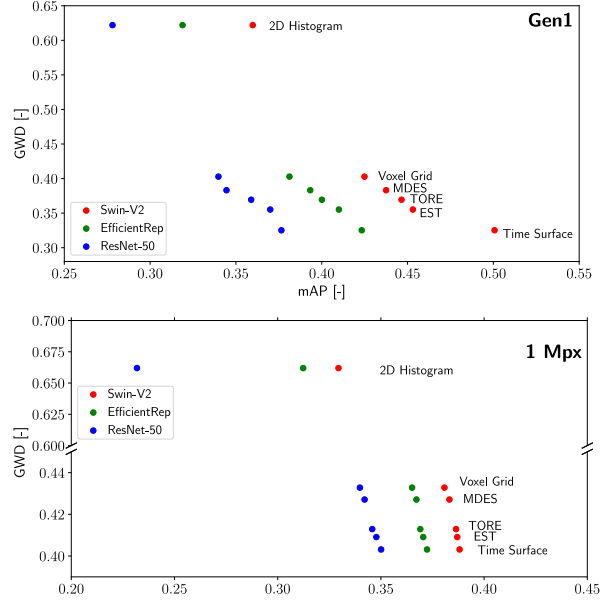 Gen1
0.65
0.60
0.55
0.50
0.45
0.40
0.35
0.30
GWD [-]
2D Histogram
Voxel Grid
MDES
TORE
EST
Time Surface
Swin-V2
EfficientRep
ResNet-50
0.25 0.30 0.35 0.40 0.45 0.50 0.55
mAP [-]
1 Mpx
0.700
0.675
0.650
0.625
0.600
0.44
0.42
0.40
GWD [-]
2D Histogram
Swin-V2
EfficientRep
ResNet-50
Voxel Grid
MDES
TORE
EST
Time Surface
0.20 0.25 0.30 0.35 0.40 0.45